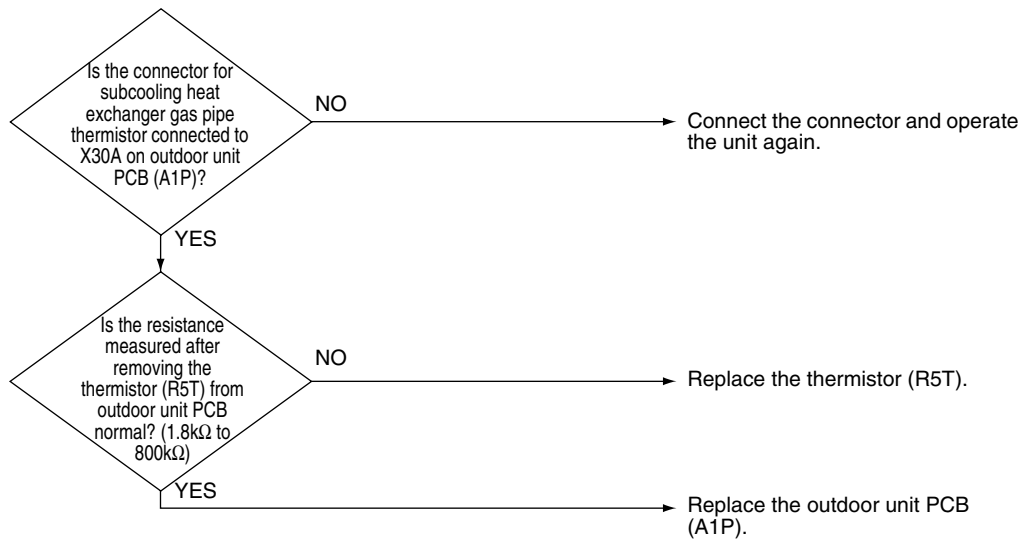 Is the connector for
subcooling heat
exchanger gas pipe
thermistor connected to
X30A on outdoor unit
PCB (A1P)?
NO
Connect the connector and operate
the unit again.
YES
Is the resistance
measured after
removing the
thermistor (R5T) from
outdoor unit PCB
normal? (1.8kΩ to
800kΩ)
NO
Replace the thermistor (R5T).
YES
Replace the outdoor unit PCB
(A1P).